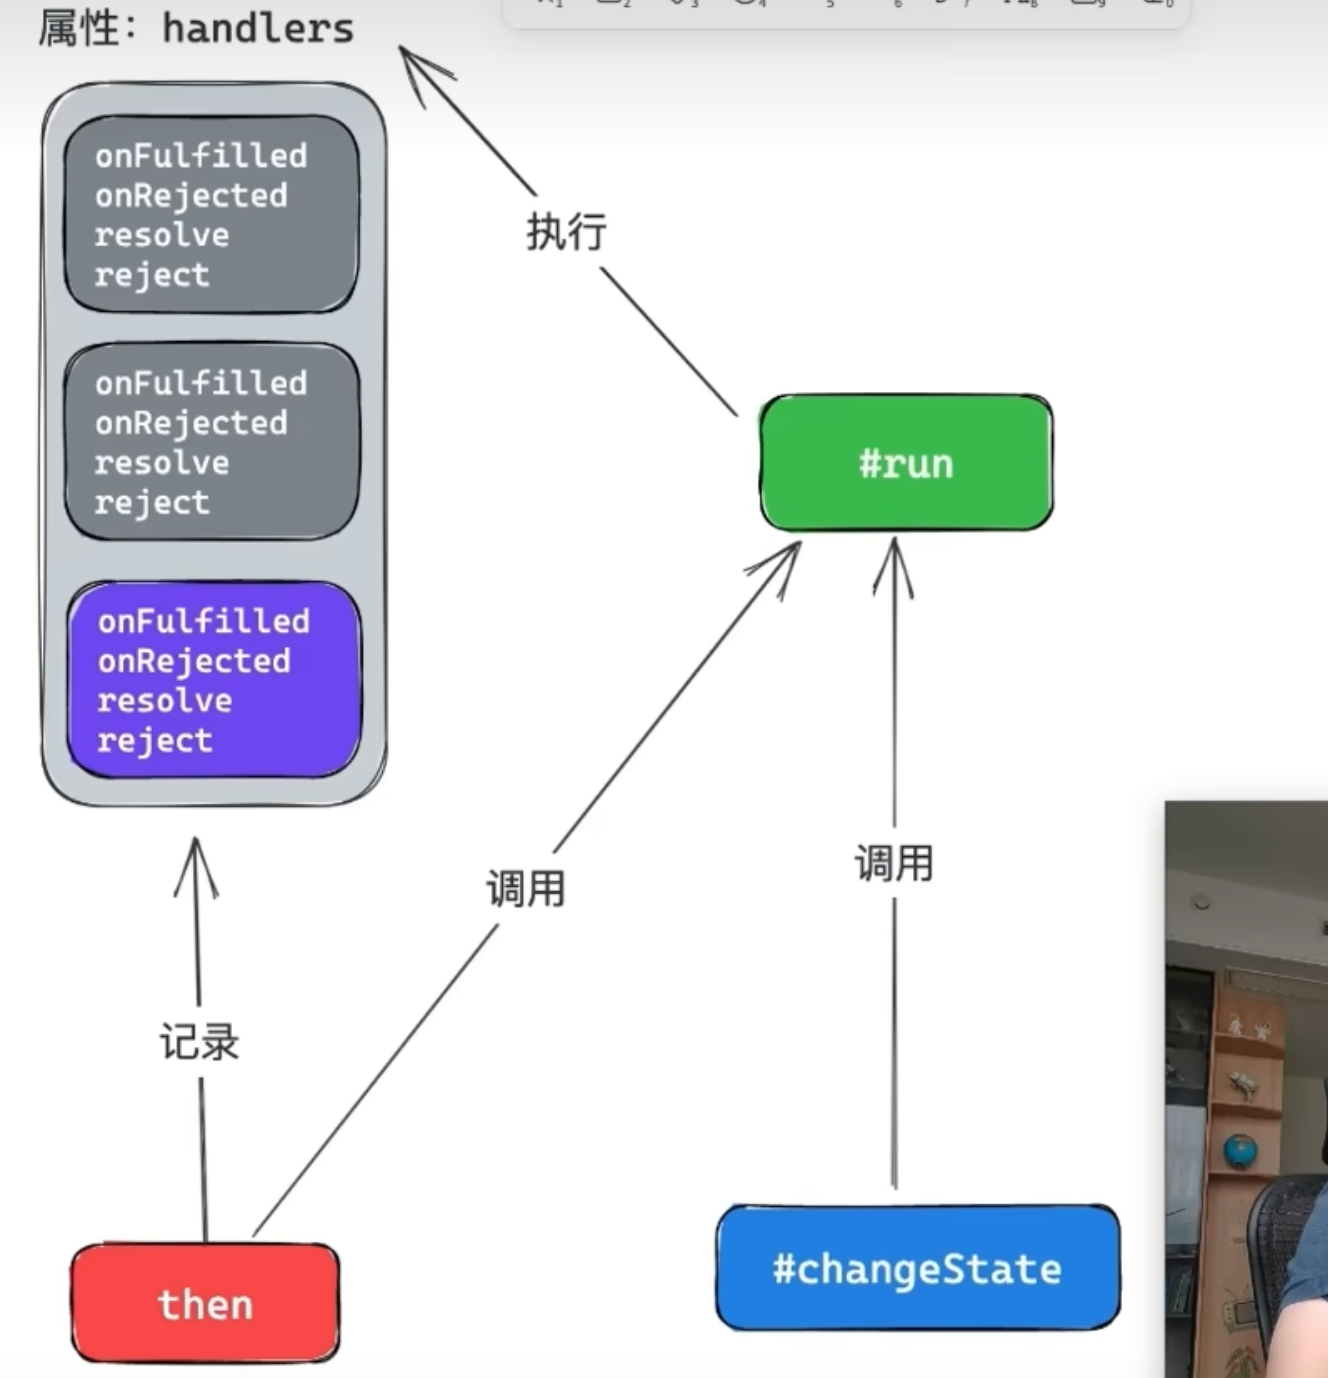 属性：handlers
onFulfilled
onRejected
resolve
reject
onFulfilled
onRejected
resolve
reject
onFulfilled
onRejected
resolve
reject
执行
#run
调用
调用
记录
then
#changeState